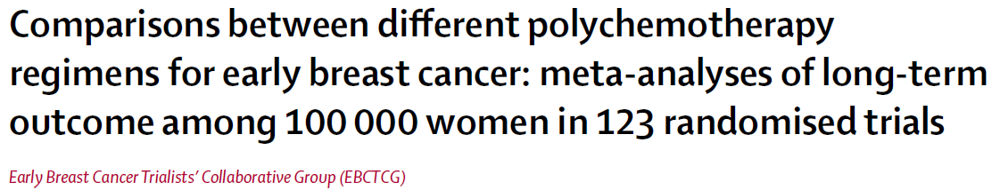 Comparisons between different polychemotherapy
regimens for early breast cancer: meta-analyses of long-term
outcome among 100 000 women in 123 randomised trials
Early Breast Cancer Trialists’ Collaborative Group (EBCTCG)